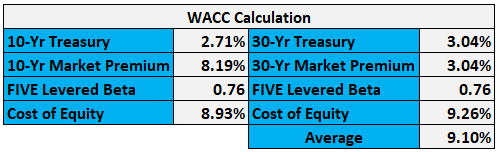 WACC Calculation
10-Yr Treasury 2.71% 30-Yr Treasury 3.04%
10-Yr Market Premium 8.19% 30-Yr Market Premium 3.04%
FIVE Levered Beta 0.76 FIVE Levered Beta 0.76
Cost of Equity 8.93% Cost of Equity 9.26%
Average 9.10%